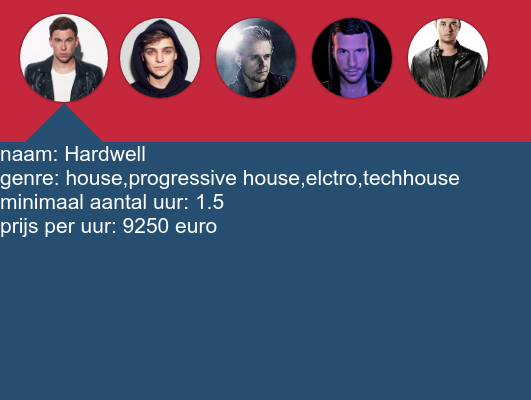 naam: Hardwell
genre: house,progressive house,elctro,techhouse
minimaal aantal uur: 1.5
prijs per uur: 9250 euro